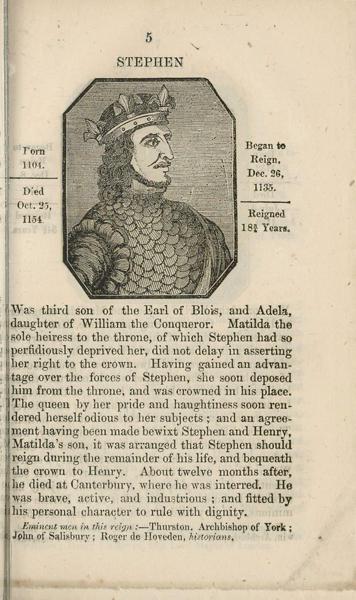 5
STEPHEN
Born
1104.
Died
Oct. 25,
1154
Began to
Reign,
Dec. 26,
1135.
Reigned
18¾ Years.
Was third son of the Earl of Blois, and Adela,
daughter of William the Conqueror. Matilda the
sole heiress to the throne, of which Stephen had so
perfidiously deprived her, did not delay in asserting
her right to the crown. Having gained an advan-
tage over the forces of Stephen, she soon deposed
him from the throne, and was crowned in his place.
The queen by her pride and haughtiness soon ren-
dered herself odious to her subjects; and an agree-
ment having been made bewixt Stephen and Henry,
Matilda's son, it was arranged that Stephen should
reign during the remainder of his life, and bequeath
the crown to Henry. About twelve months after,
he died at Canterbury, where he was interred. He
was brave, active, and industrious; and fitted by
his personal character to rule with dignity.
Eminent men in this reign:—Thurston, Archbishop of York;
John of Salisbury; Roger de Hoveden, historians.